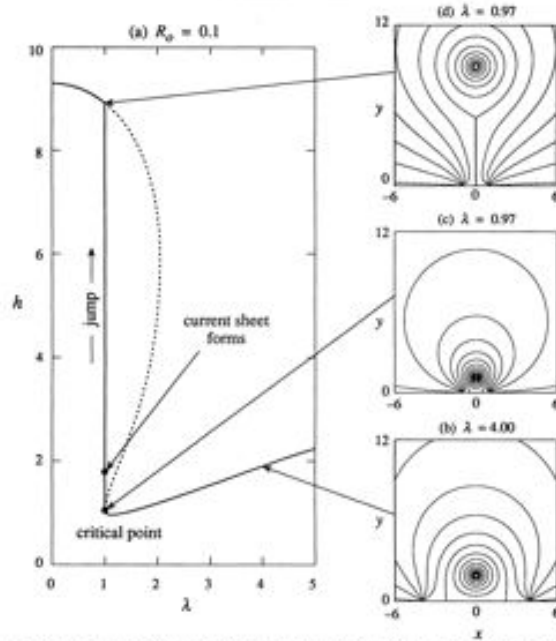 (a) R_σ = 0.1
10
8
6
4
2
0
h
jump
current sheet
forms
critical point
0 1 2 3 4 5
λ
(d) λ = 0.97
12
y
0
-6 0 6
(c) λ = 0.97
12
y
0
-6 0 6
(b) λ = 4.00
12
y
0
-6 0 6
x